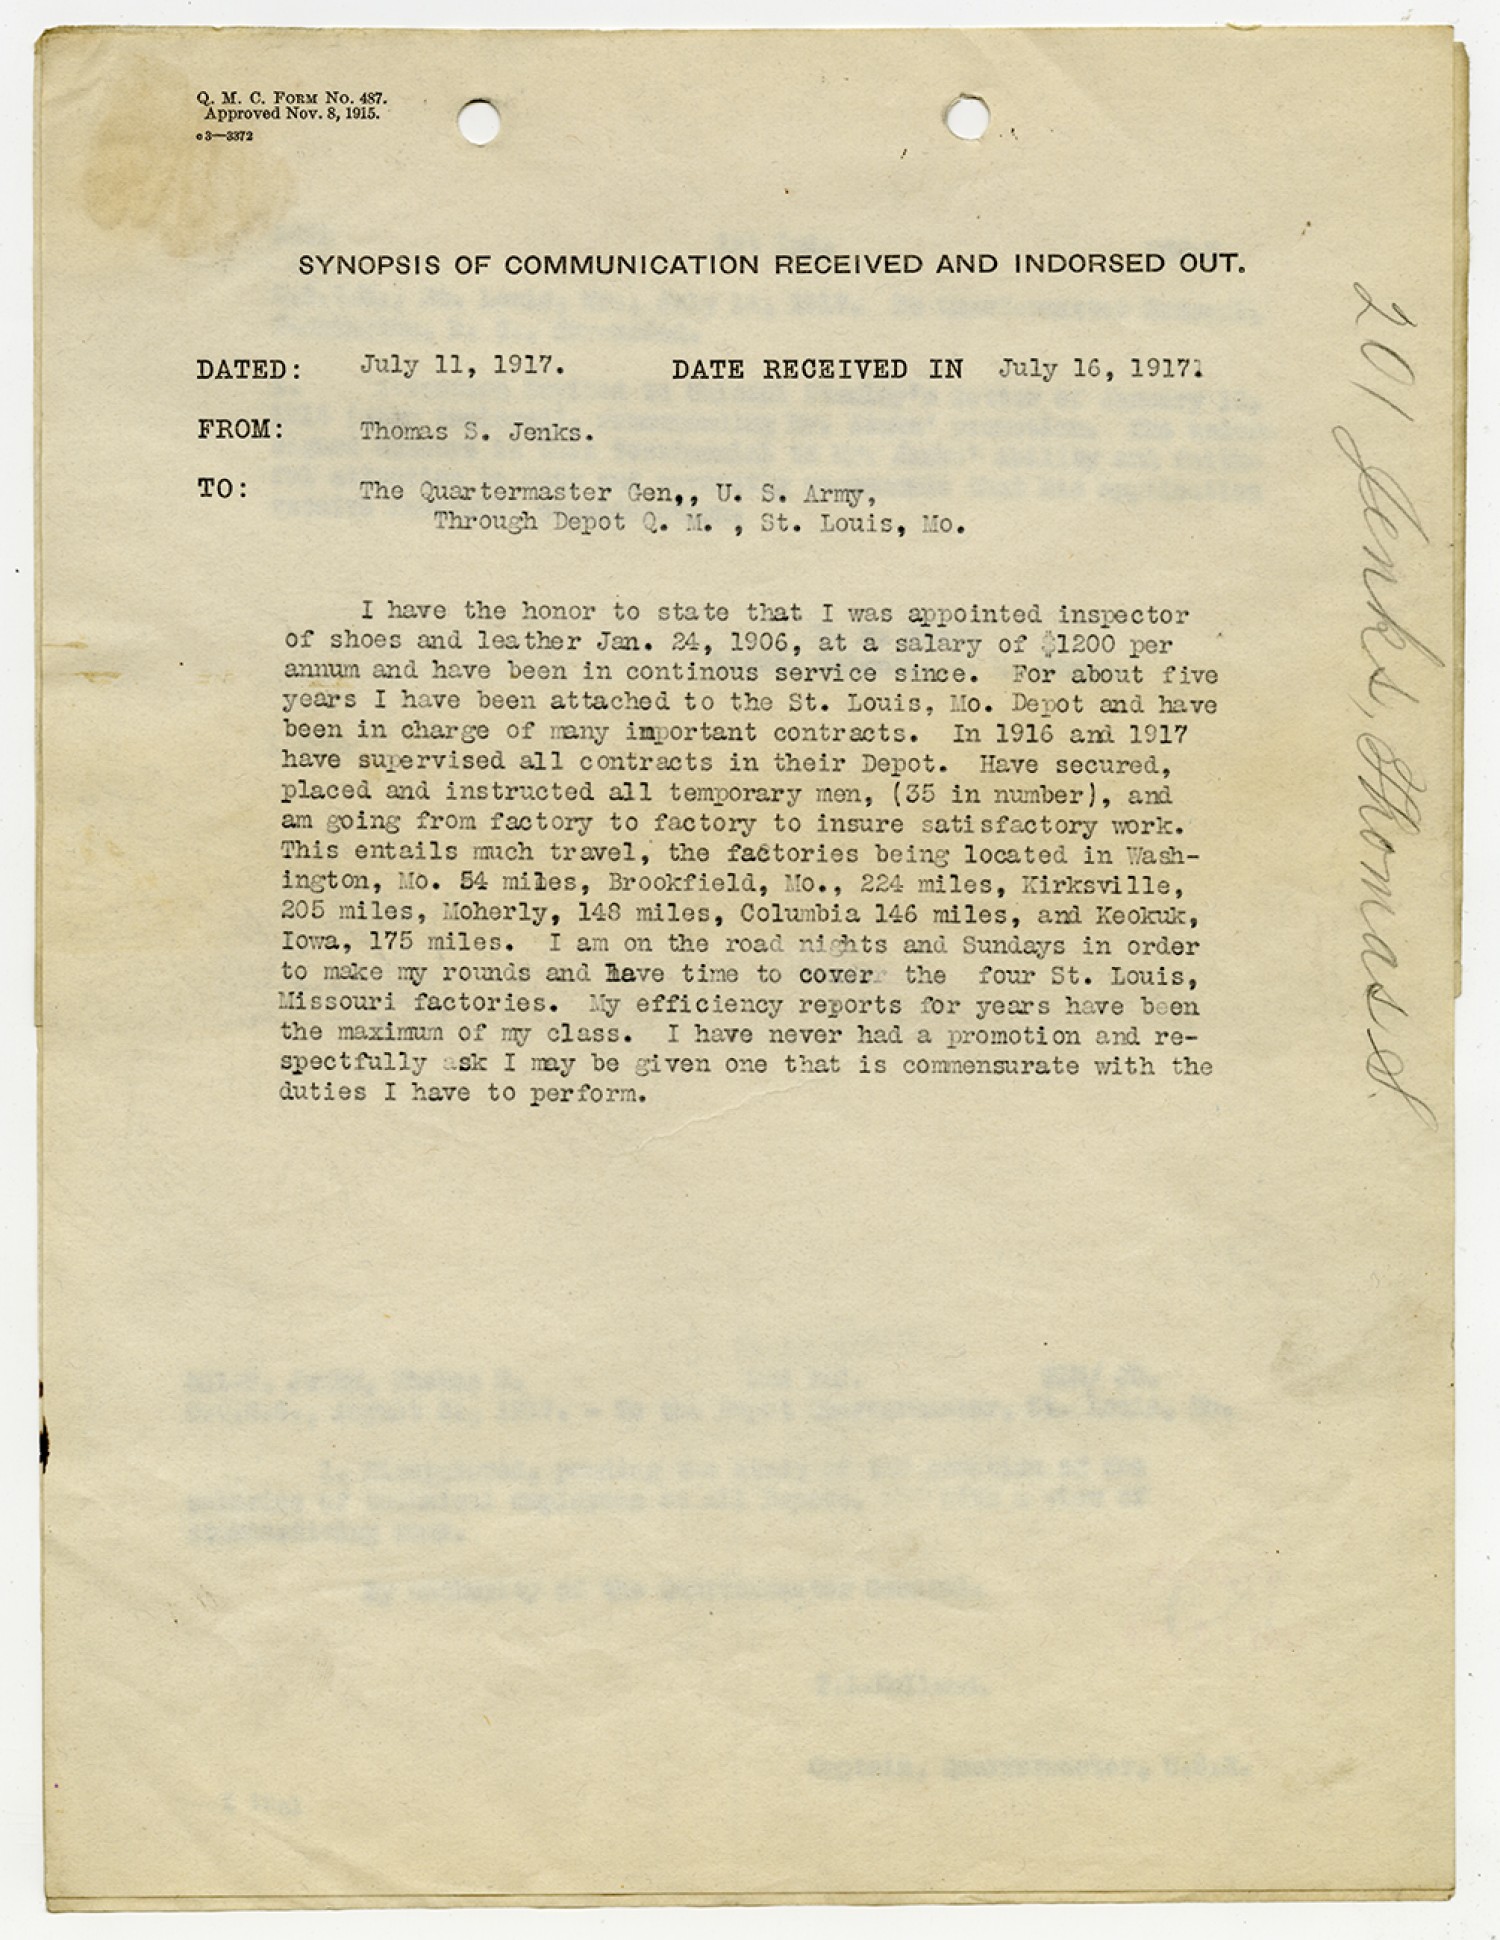 Q. M. C. Form No. 487.
Approved Nov. 8, 1915.
c3—3372
SYNOPSIS OF COMMUNICATION RECEIVED AND INDORSED OUT.
DATED: July 11, 1917. DATE RECEIVED IN July 16, 1917.
FROM: Thomas S. Jenks.
TO: The Quartermaster Gen,, U. S. Army,
Through Depot Q. M. , St. Louis, Mo.
I have the honor to state that I was appointed inspector
of shoes and leather Jan. 24, 1906, at a salary of $1200 per
annum and have been in continous service since. For about five
years I have been attached to the St. Louis, Mo. Depot and have
been in charge of many important contracts. In 1916 and 1917
have supervised all contracts in their Depot. Have secured,
placed and instructed all temporary men, (35 in number), and
am going from factory to factory to insure satisfactory work.
This entails much travel, the factories being located in Wash-
ington, Mo. 54 miles, Brookfield, Mo., 224 miles, Kirksville,
205 miles, Moherly, 148 miles, Columbia 146 miles, and Keokuk,
Iowa, 175 miles. I am on the road nights and Sundays in order
to make my rounds and have time to cover the four St. Louis,
Missouri factories. My efficiency reports for years have been
the maximum of my class. I have never had a promotion and re-
spectfully ask I may be given one that is commensurate with the
duties I have to perform.
201 Jenks, Thomas S.